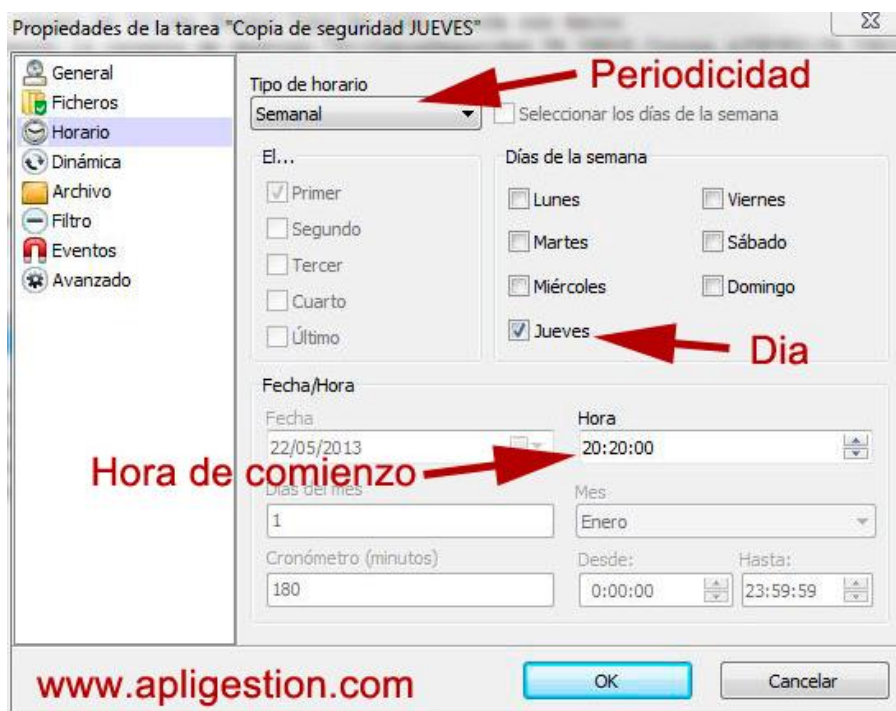 Propiedades de la tarea "Copia de seguridad JUEVES"
General
Ficheros
Horario
Dinámica
Archivo
Filtro
Eventos
Avanzado
Tipo de horario
Periodicidad
Semanal
Seleccionar los días de la semana
El...
Primer
Segundo
Tercer
Cuarto
Último
Días de la semana
Lunes
Viernes
Martes
Sábado
Miércoles
Domingo
Jueves
Dia
Fecha/Hora
Fecha
Hora
22/05/2013
20:20:00
Hora de comienzo
Días del mes
Mes
1
Enero
Cronómetro (minutos)
Desde:
Hasta:
180
0:00:00
23:59:59
www.apligestion.com
OK
Cancelar